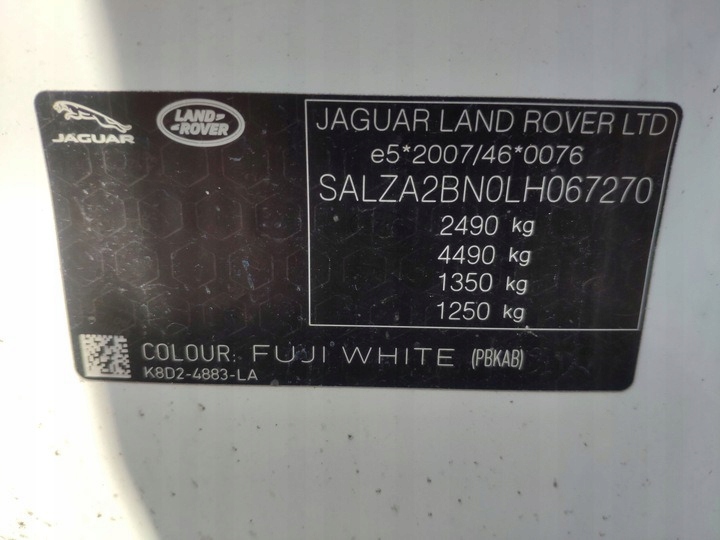 JAGUAR
LAND
ROVER
JAGUAR LAND ROVER LTD
e5*2007/46*0076
SALZA2BN0LH067270
2490 kg
4490 kg
1350 kg
1250 kg
COLOUR: FUJI WHITE (PBKAB)
K8D2-4883-LA